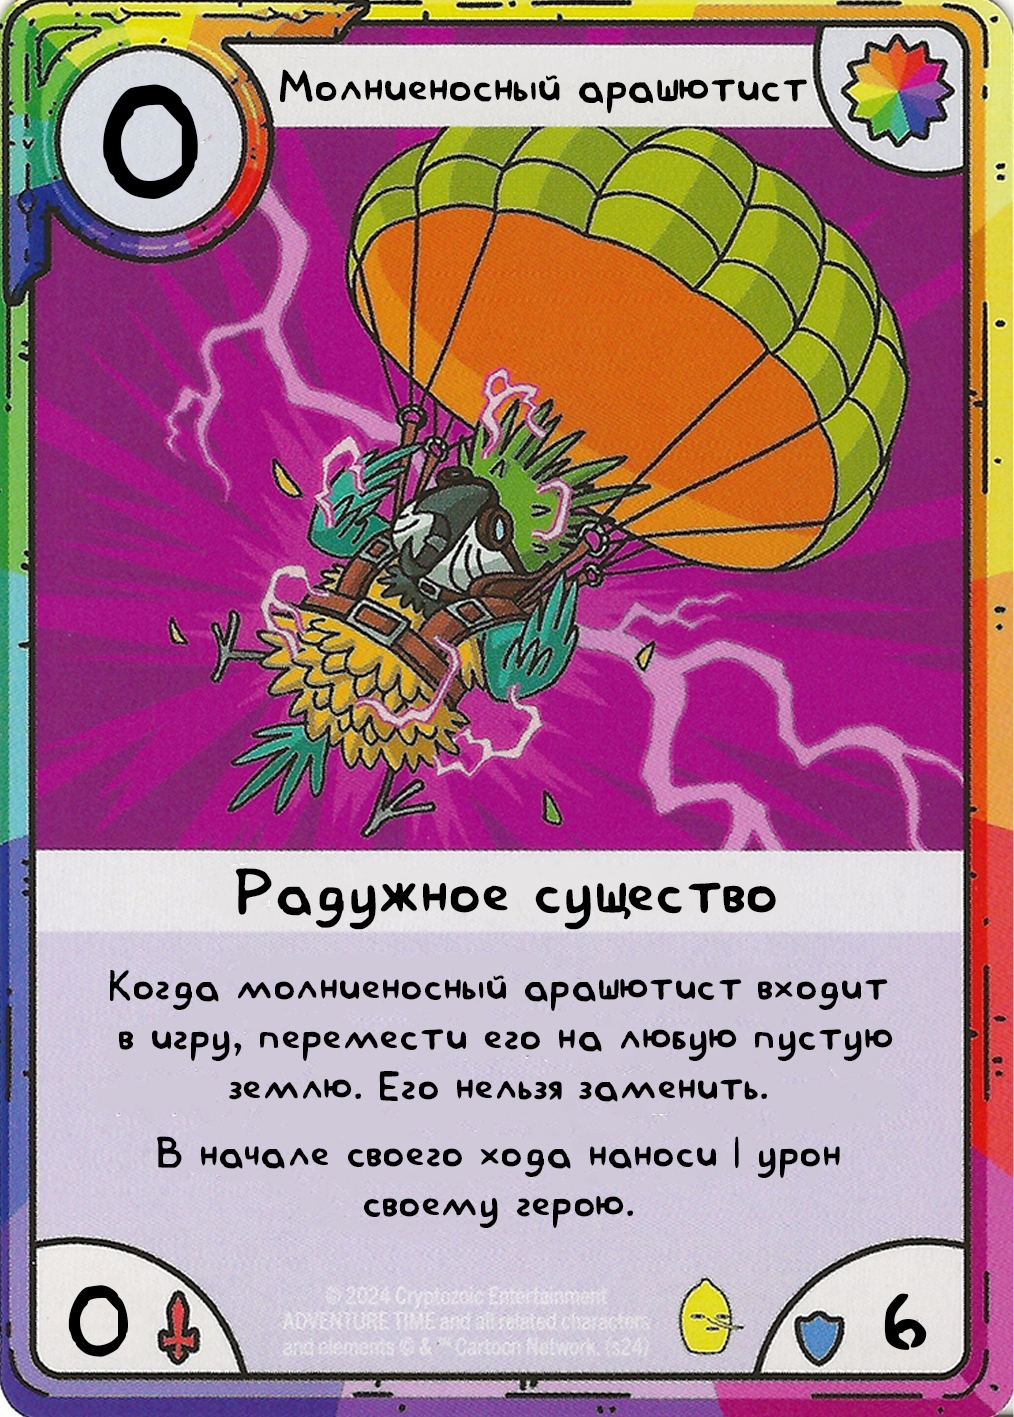 0
Молниеносный арашютист
Радужное существо
Когда молниеносный арашютист входит
в игру, перемести его на любую пустую
землю. Его нельзя заменить.
В начале своего хода наноси 1 урон
своему герою.
© 2024 Cryptozoic Entertainment
ADVENTURE TIME and all related characters
and elements © & ™ Cartoon Network. (s24)
0
6